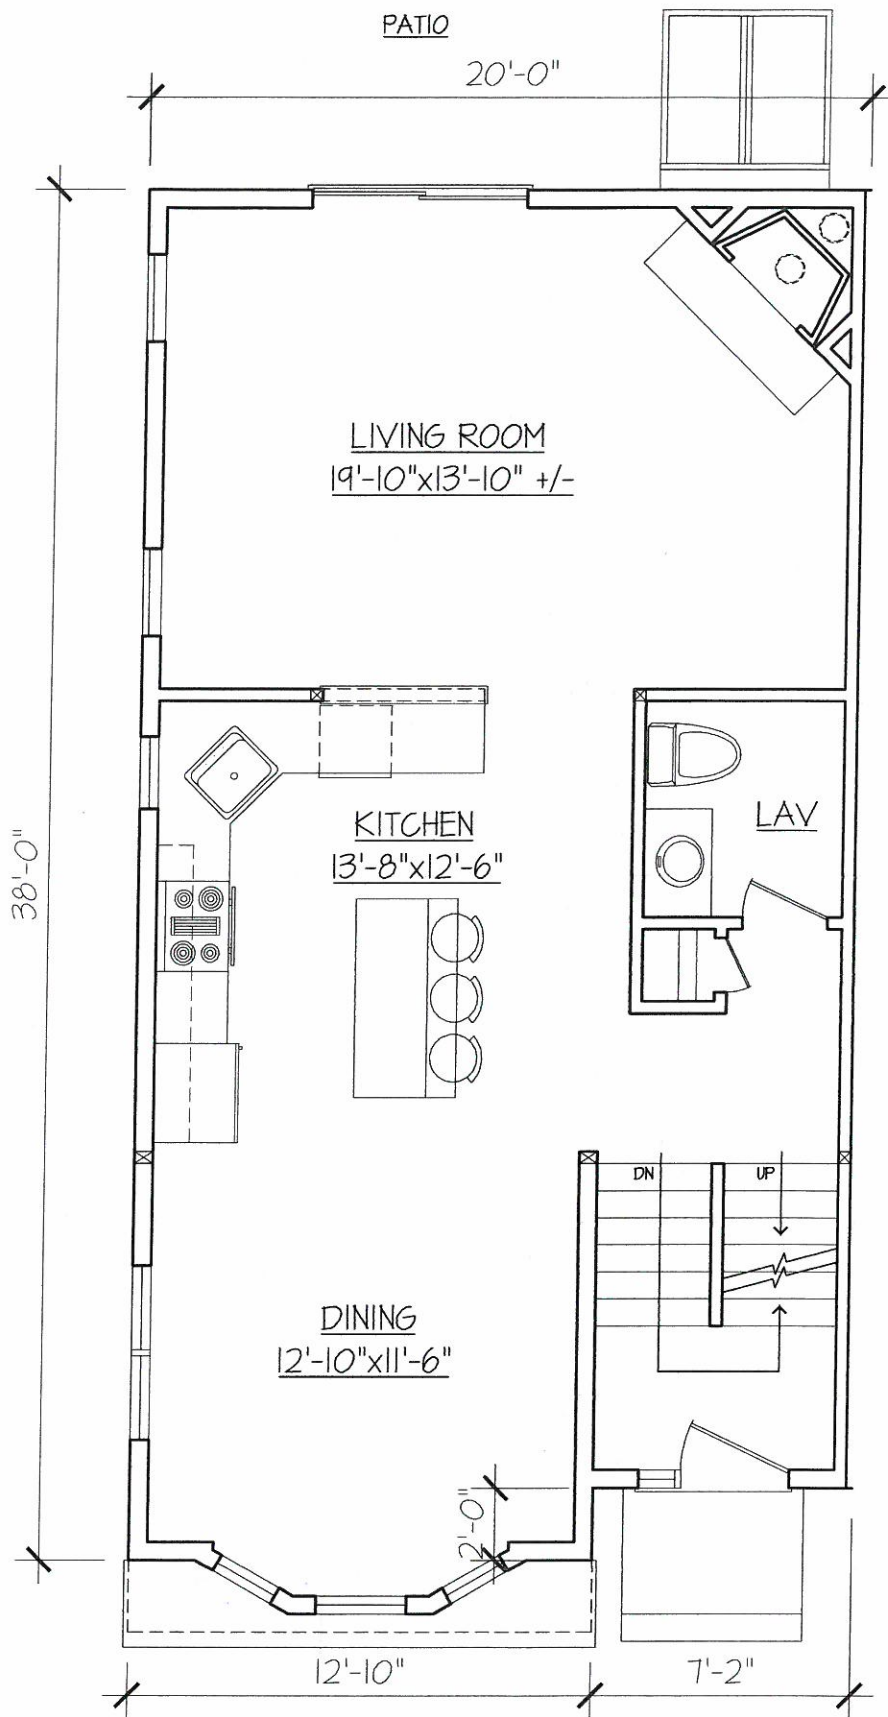 PATIO
20'-0"
LIVING ROOM
19'-10"x13'-10" +/-
KITCHEN
13'-8"x12'-6"
LAV
38'-0"
DN
UP
DINING
12'-10"x11'-6"
2'-0"
12'-10"
7'-2"